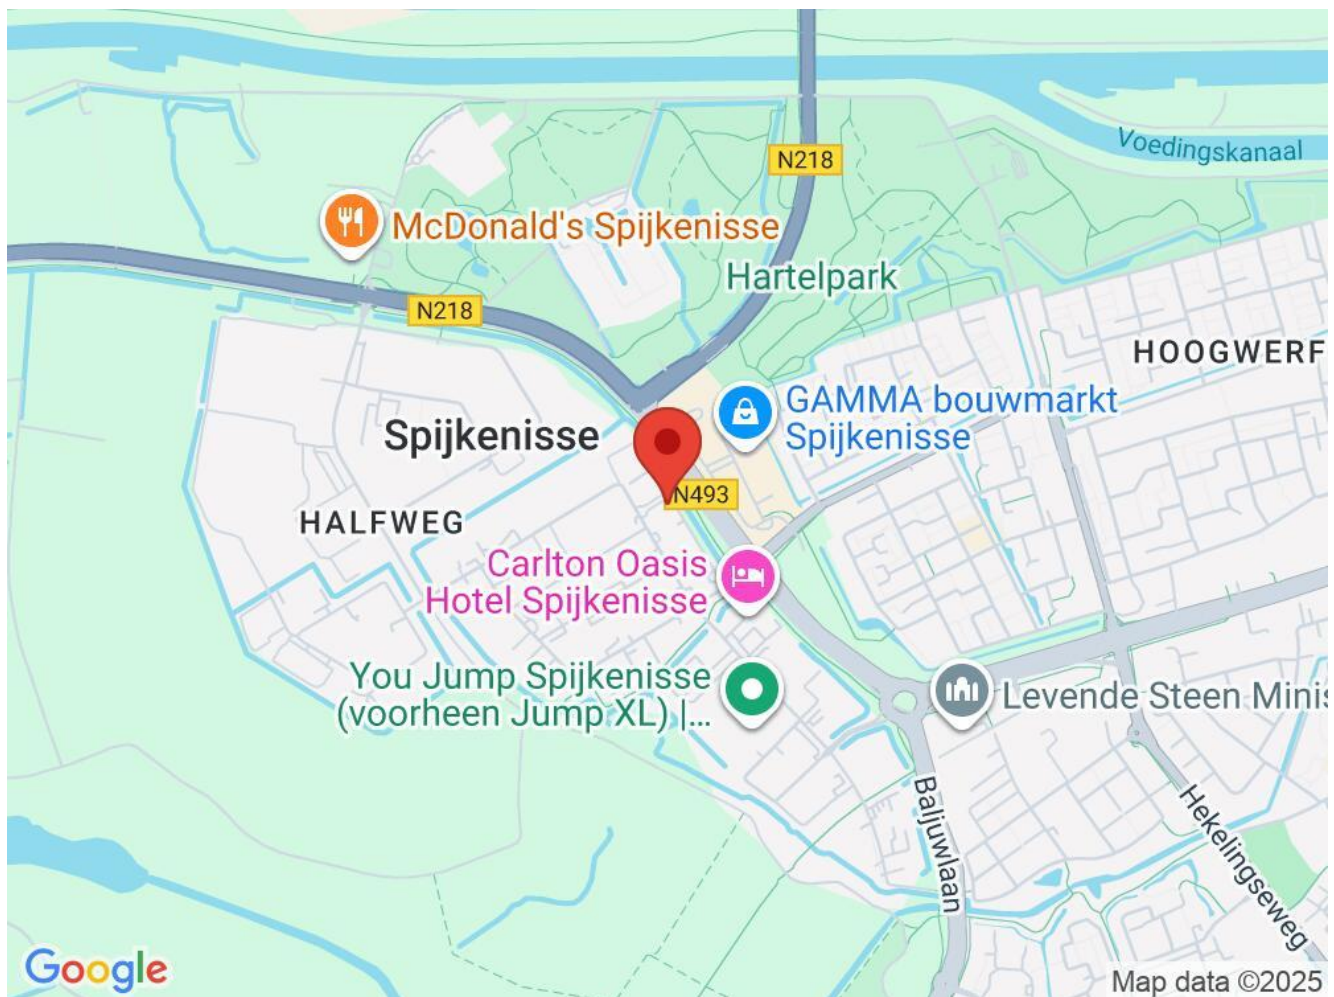 Voedingskanaal
N218
McDonald's Spijkenisse
Hartelpark
N218
HOOGWERF
GAMMA bouwmarkt
Spijkenisse
Spijkenisse
N493
HALFWEG
Carlton Oasis
Hotel Spijkenisse
You Jump Spijkenisse
(voorheen Jump XL) |...
Levende Steen Minis
Baljuwlaan
Hekelingseweg
Google
Map data ©2025